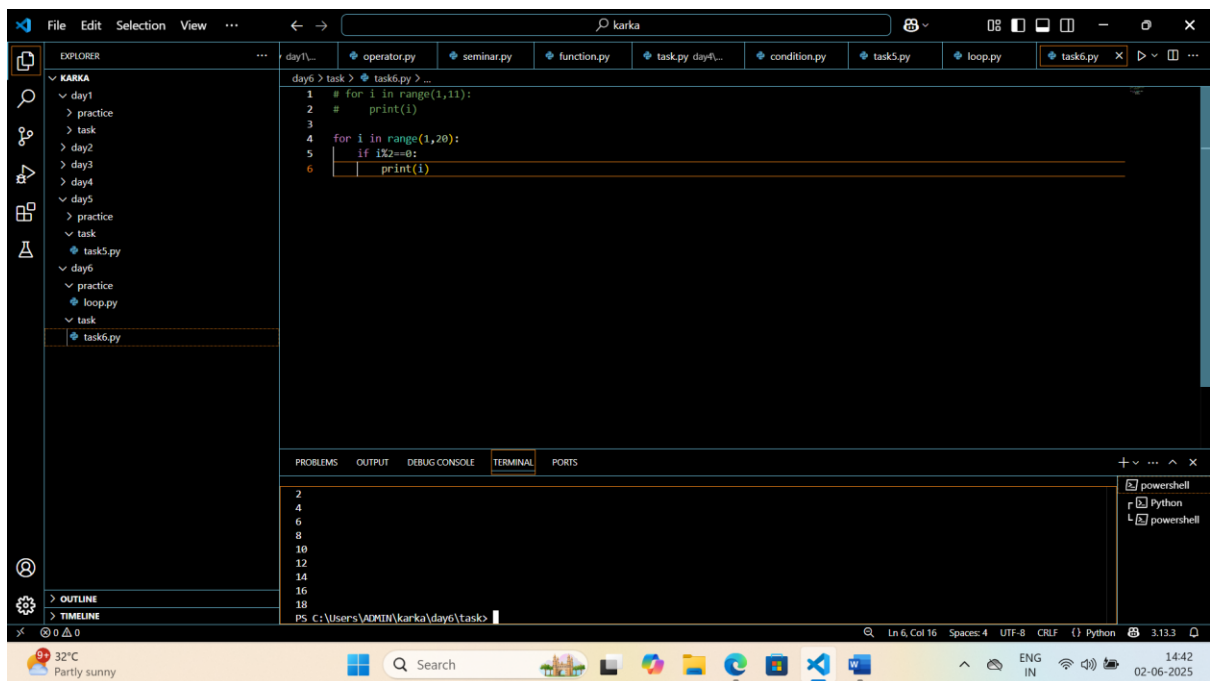 File Edit Selection View ...
karka
EXPLORER ...
day1\... operator.py seminar.py function.py task.py day4\... condition.py task5.py loop.py task6.py
KARKA
day1
practice
task
day2
day3
day4
day5
practice
task
task5.py
day6
practice
loop.py
task
task6.py
OUTLINE
TIMELINE
day6 > task > task6.py > ...
1 # for i in range(1,11):
2 #     print(i)
3
4 for i in range(1,20):
5     if i%2==0:
6         print(i)
PROBLEMS OUTPUT DEBUG CONSOLE TERMINAL PORTS
2
4
6
8
10
12
14
16
18
PS C:\Users\ADMIN\karka\day6\task>
powershell
Python
powershell
0 0 Ln 6, Col 16 Spaces: 4 UTF-8 CRLF {} Python 3.13.3
9+
32°C
Partly sunny
Search
ENG
IN
14:42
02-06-2025